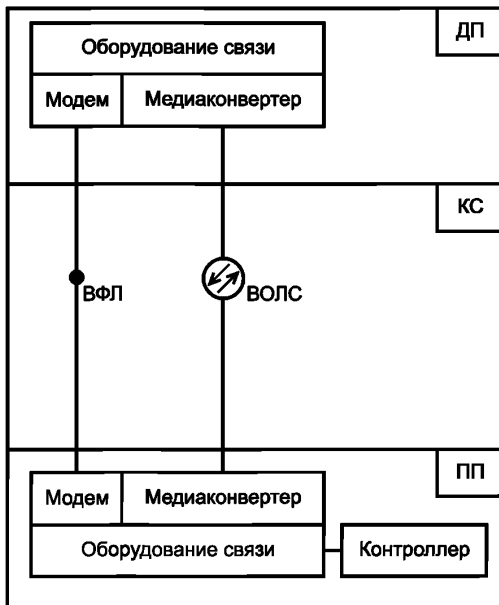 ДП
Оборудование связи
Модем Медиаконвертер
КС
ВФЛ ВОЛС
ПП
Модем Медиаконвертер
Оборудование связи Контроллер